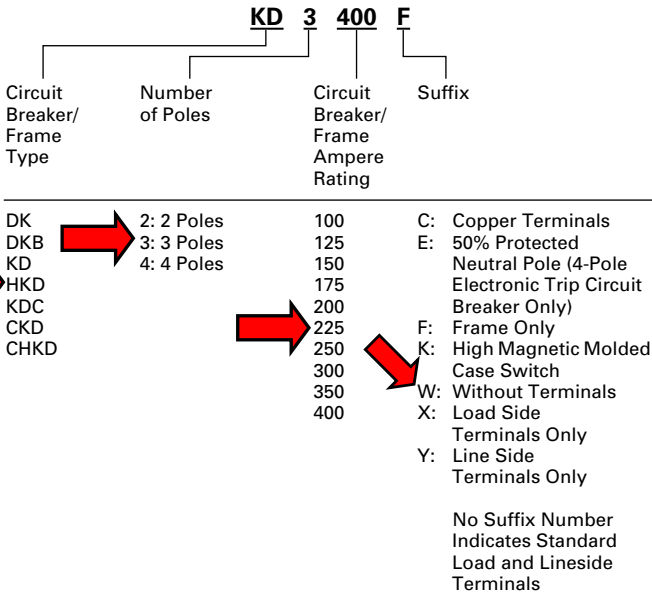 KD 3 400 F
Circuit
Breaker/
Frame
Type
Number
of Poles
Circuit
Breaker/
Frame
Ampere
Rating
Suffix
DK
DKB
KD
HKD
KDC
CKD
CHKD
2: 2 Poles
3: 3 Poles
4: 4 Poles
100
125
150
175
200
225
250
300
350
400
C: Copper Terminals
E: 50% Protected
Neutral Pole (4-Pole
Electronic Trip Circuit
Breaker Only)
F: Frame Only
K: High Magnetic Molded
Case Switch
W: Without Terminals
X: Load Side
Terminals Only
Y: Line Side
Terminals Only
No Suffix Number
Indicates Standard
Load and Lineside
Terminals